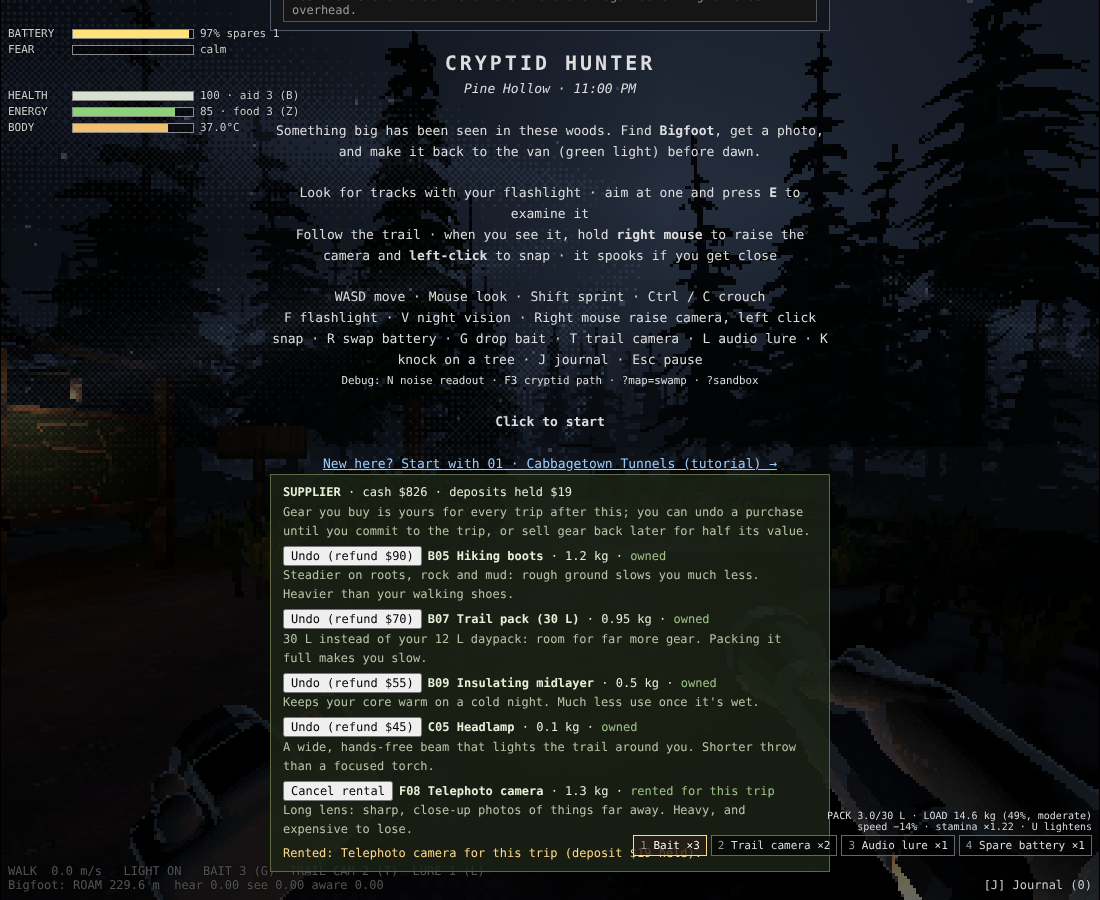 overhead.
BATTERY 97% spares 1
FEAR calm
HEALTH 100 · aid 3 (B)
ENERGY 85 · food 3 (Z)
BODY 37.0°C
CRYPTID HUNTER
Pine Hollow · 11:00 PM
Something big has been seen in these woods. Find Bigfoot, get a photo,
and make it back to the van (green light) before dawn.
Look for tracks with your flashlight · aim at one and press E to
examine it
Follow the trail · when you see it, hold right mouse to raise the
camera and left-click to snap · it spooks if you get close
WASD move · Mouse look · Shift sprint · Ctrl / C crouch
F flashlight · V night vision · Right mouse raise camera, left click
snap · R swap battery · G drop bait · T trail camera · L audio lure · K
knock on a tree · J journal · Esc pause
Debug: N noise readout · F3 cryptid path · ?map=swamp · ?sandbox
Click to start
New here? Start with 01 · Cabbagetown Tunnels (tutorial) →
SUPPLIER · cash $826 · deposits held $19
Gear you buy is yours for every trip after this; you can undo a purchase
until you commit to the trip, or sell gear back later for half its value.
Undo (refund $90) B05 Hiking boots · 1.2 kg · owned
Steadier on roots, rock and mud: rough ground slows you much less.
Heavier than your walking shoes.
Undo (refund $70) B07 Trail pack (30 L) · 0.95 kg · owned
30 L instead of your 12 L daypack: room for far more gear. Packing it
full makes you slow.
Undo (refund $55) B09 Insulating midlayer · 0.5 kg · owned
Keeps your core warm on a cold night. Much less use once it's wet.
Undo (refund $45) C05 Headlamp · 0.1 kg · owned
A wide, hands-free beam that lights the trail around you. Shorter throw
than a focused torch.
Cancel rental F08 Telephoto camera · 1.3 kg · rented for this trip
Long lens: sharp, close-up photos of things far away. Heavy, and
expensive to lose.
Rented: Telephoto camera for this trip (deposit
PACK 3.0/30 L · LOAD 14.6 kg (49%, moderate)
speed −14% · stamina ×1.22 · U lightens
1 Bait ×3 2 Trail camera ×2 3 Audio lure ×1 4 Spare battery ×1
WALK 0.0 m/s LIGHT ON BAIT 3 (G) TRAIL CAM 2 (T) LURE 1 (L)
Bigfoot: ROAM 229.6 m hear 0.00 see 0.00 aware 0.00
[J] Journal (0)